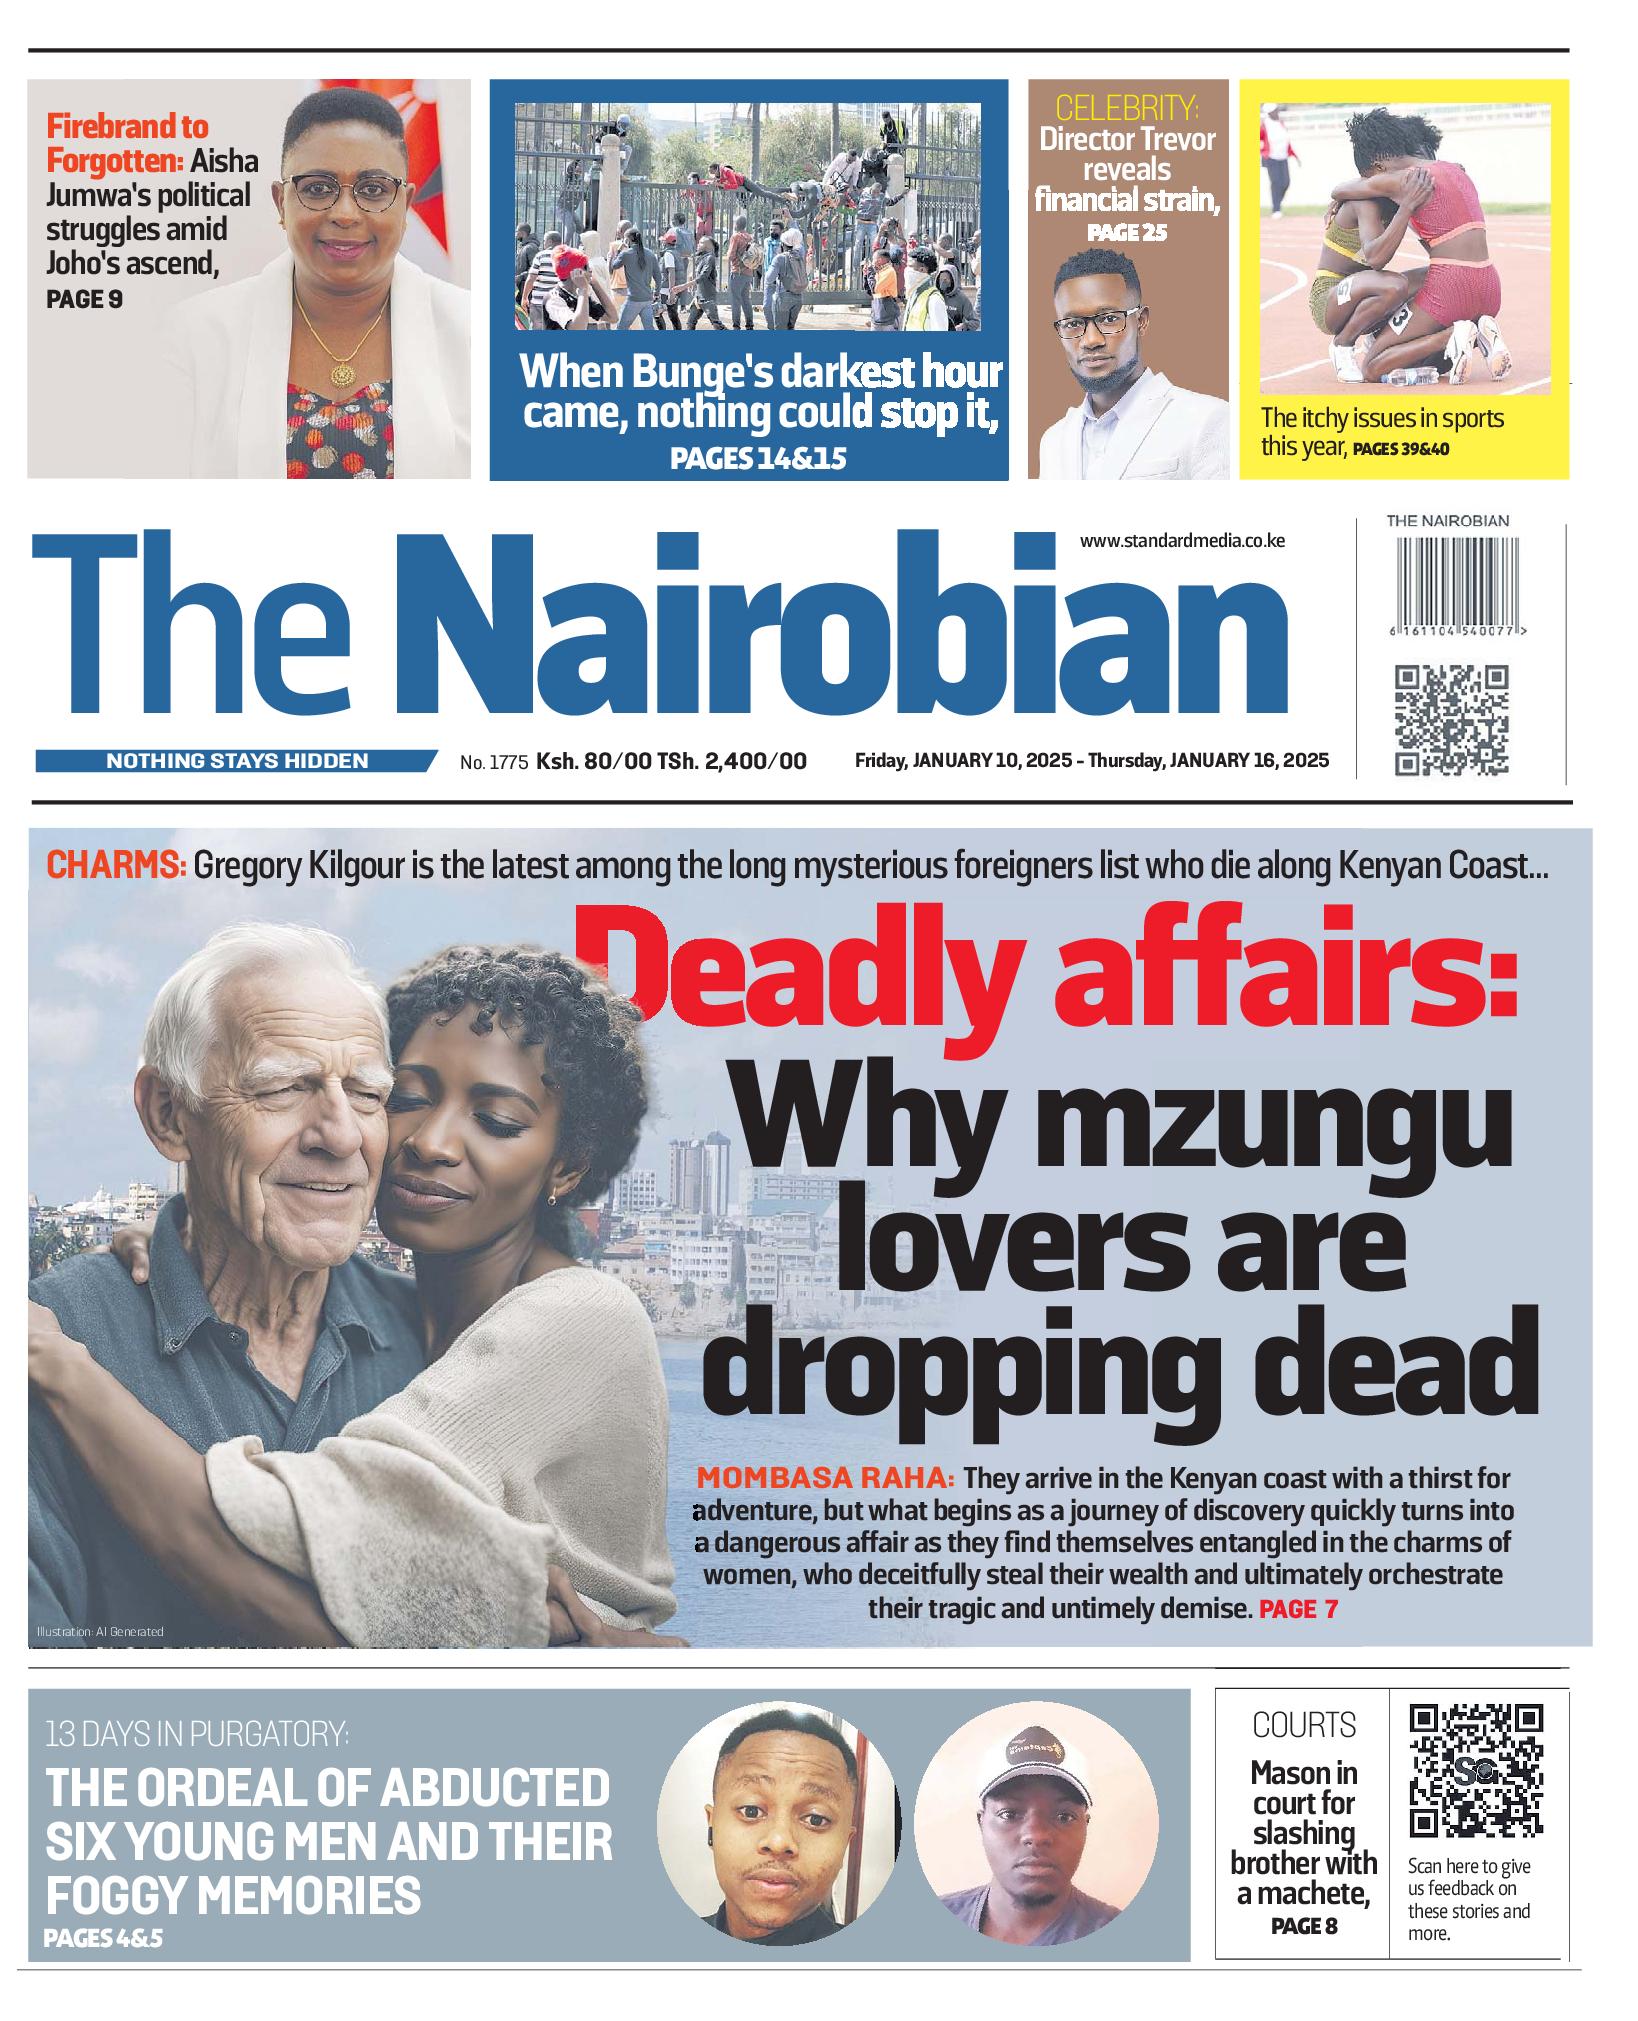 Firebrand to
Forgotten: Aisha
Jumwa's political
struggles amid
Joho's ascend,
PAGE 9
When Bunge's darkest hour
came, nothing could stop it,
PAGES 14&15
CELEBRITY:
Director Trevor
reveals
financial strain,
PAGE 25
The itchy issues in sports
this year, PAGES 39&40
The Nairobian
www.standardmedia.co.ke
THE NAIROBIAN
6 161104 540077 >
NOTHING STAYS HIDDEN
No. 1775 Ksh. 80/00 TSh. 2,400/00
Friday, JANUARY 10, 2025 - Thursday, JANUARY 16, 2025
CHARMS: Gregory Kilgour is the latest among the long mysterious foreigners list who die along Kenyan Coast...
Deadly affairs:
Why mzungu
lovers are
dropping dead
MOMBASA RAHA: They arrive in the Kenyan coast with a thirst for
adventure, but what begins as a journey of discovery quickly turns into
a dangerous affair as they find themselves entangled in the charms of
women, who deceitfully steal their wealth and ultimately orchestrate
their tragic and untimely demise. PAGE 7
Illustration: AI Generated
13 DAYS IN PURGATORY:
THE ORDEAL OF ABDUCTED
SIX YOUNG MEN AND THEIR
FOGGY MEMORIES
PAGES 4&5
COURTS
Mason in
court for
slashing
brother with
a machete,
PAGE 8
SG
Scan here to give
us feedback on
these stories and
more.